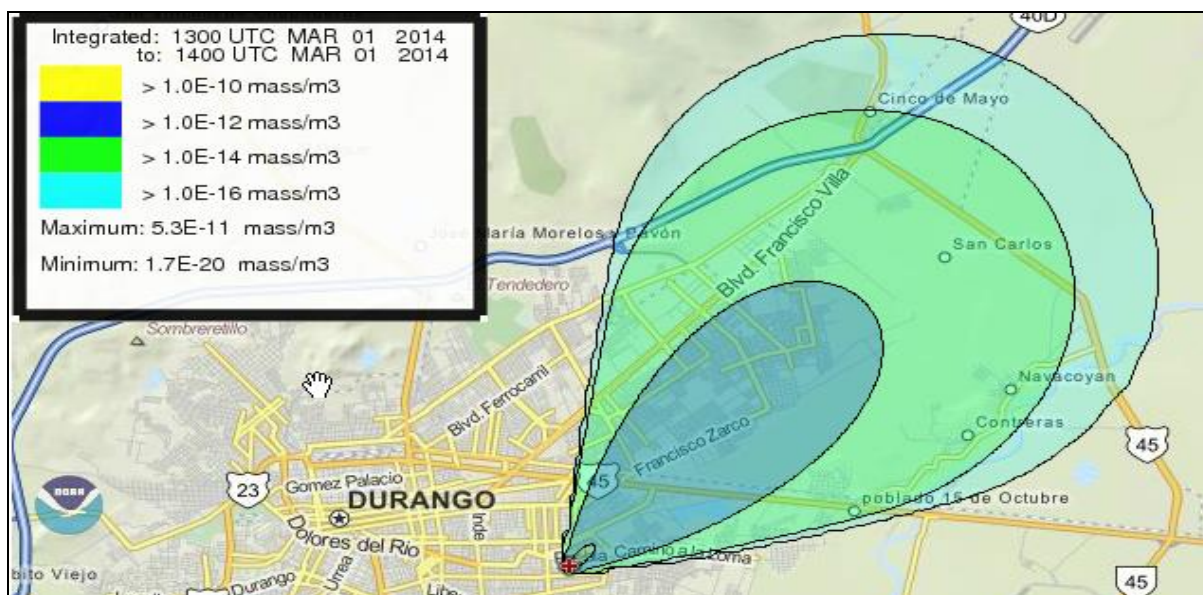 Integrated: 1300 UTC MAR 01 2014
to: 1400 UTC MAR 01 2014
> 1.0E-10 mass/m3
> 1.0E-12 mass/m3
> 1.0E-14 mass/m3
> 1.0E-16 mass/m3
Maximum: 5.3E-11 mass/m3
Minimum: 1.7E-20 mass/m3
40D
Cinco de Mayo
Blvd. Francisco Villa
José María Morelos y Pavón
San Carlos
Tendedero
Sombreretillo
Navacoyan
Blvd. Ferrocarril
Contreras
45
Francisco Zarco
45
23
Gomez Palacio
NOAA
DURANGO
poblado 15 de Octubre
Inde
Dolores del Río
Camino a la Loma
bito Viejo
Durango
Urrea
45